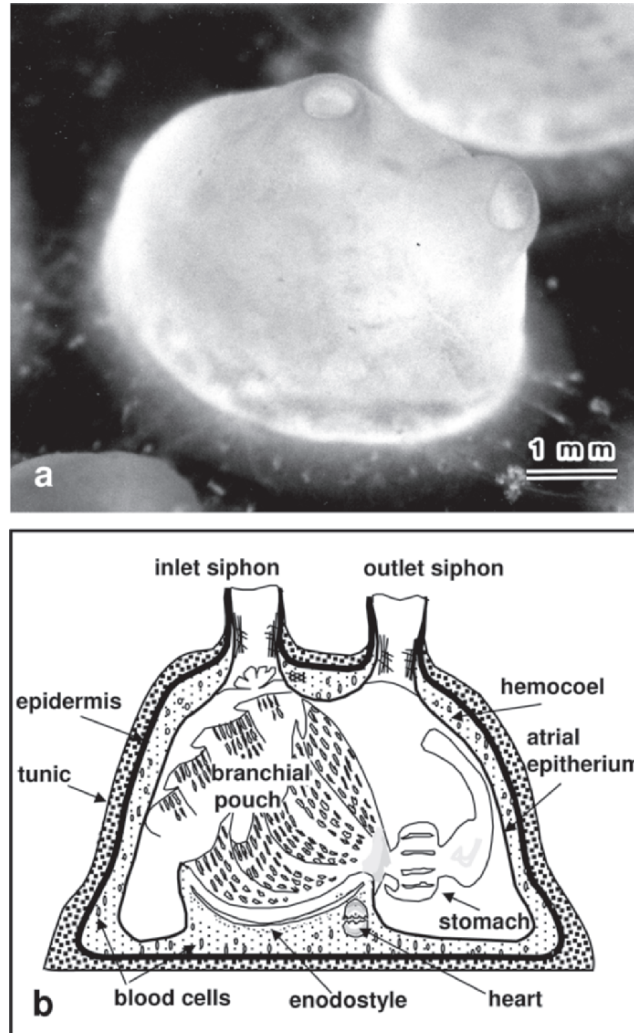 1 mm
a
inlet siphon
outlet siphon
epidermis
hemocoel
tunic
branchial
pouch
atrial
epitherium
stomach
blood cells
enodostyle
heart
b